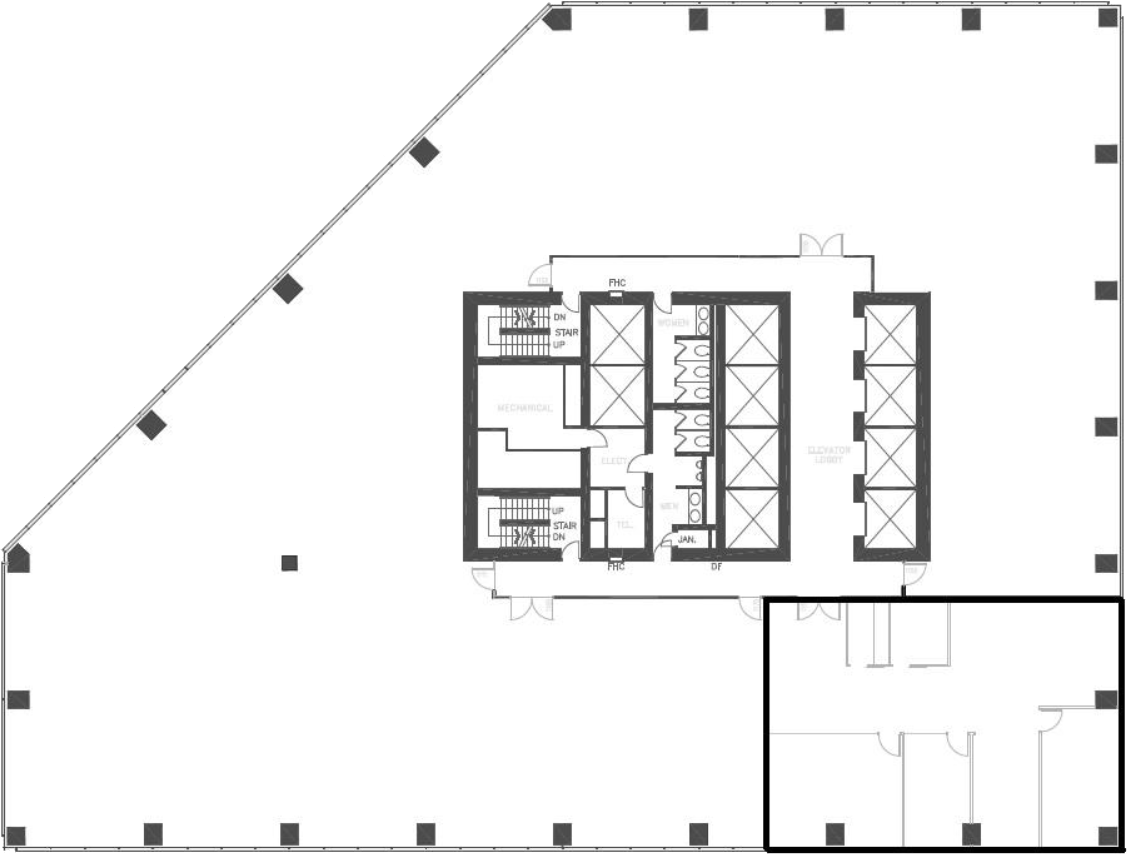 FHC
DN
STAIR
UP
WOMEN
MECHANICAL
ELEVATOR
LOBBY
ELECT.
MEN
TEL.
UP
STAIR
DN
JAN.
FHC
DF